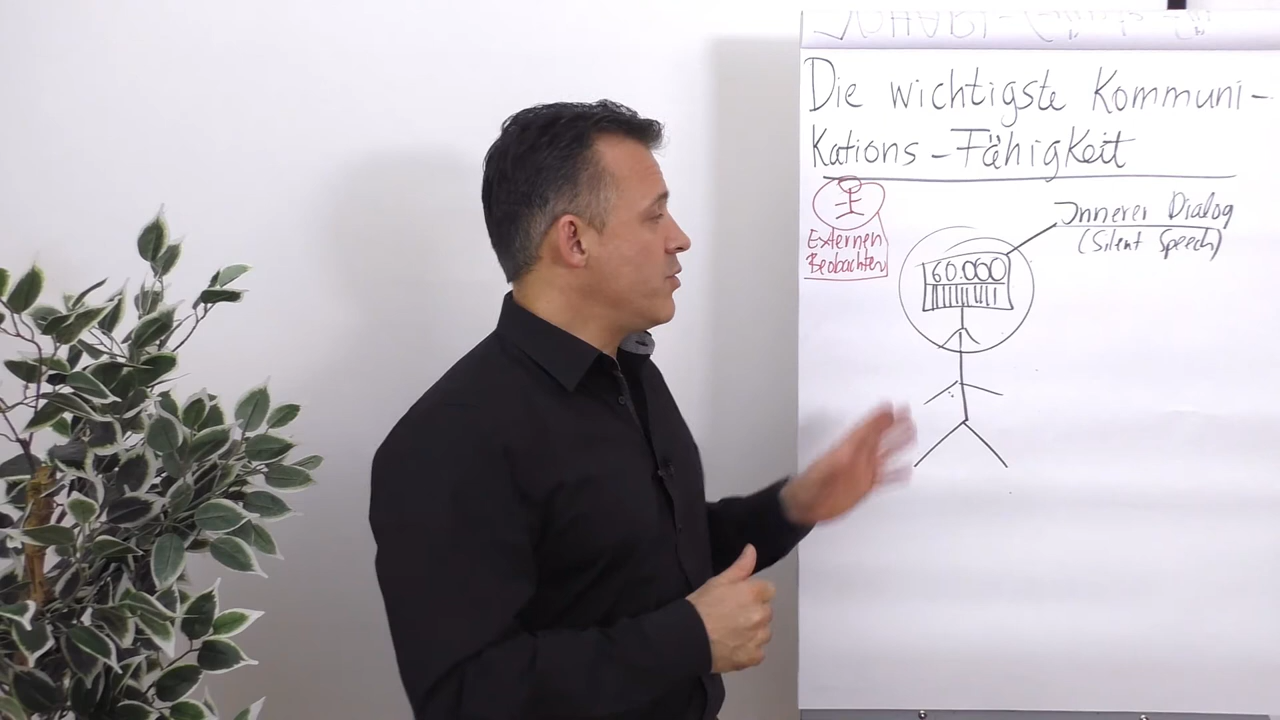 Die wichtigste Kommuni-
Kations-Fähigkeit
Externen
Beobachter
Innerer Dialog
(Silent Speech)
60.000